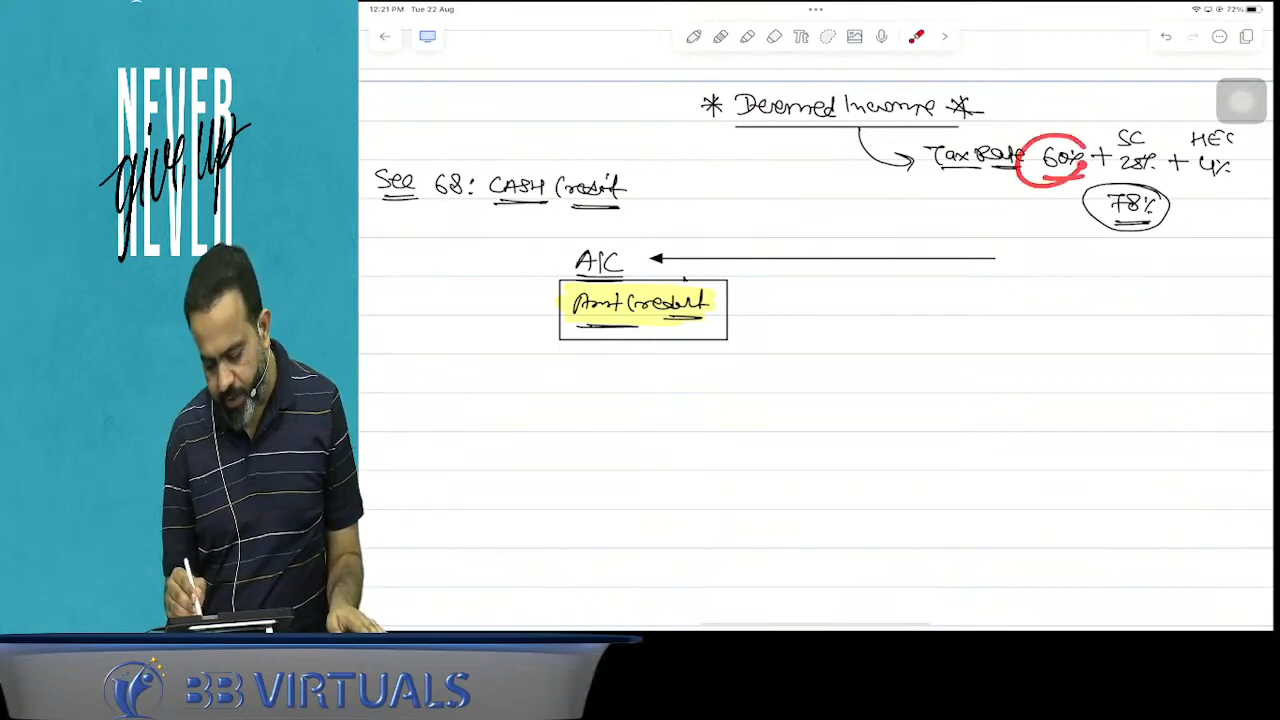 12:21 PM Tue 22 Aug
72%
NEVER
give up
NEVER
* Deemed Income *
Tax Rate 60% + SC 25% + HEC 4%
78%
Sec 68: CASH Credit
A/C
Amt Credit
BB VIRTUALS